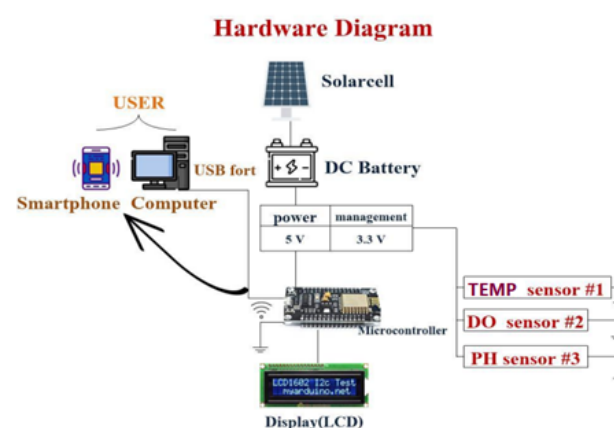 Hardware Diagram
Solarcell
USER
USB fort
DC Battery
Smartphone Computer
power management
5 V 3.3 V
TEMP sensor #1
DO sensor #2
PH sensor #3
Microcontroller
LCD1602 I2c Test
myarduino.net
Display(LCD)